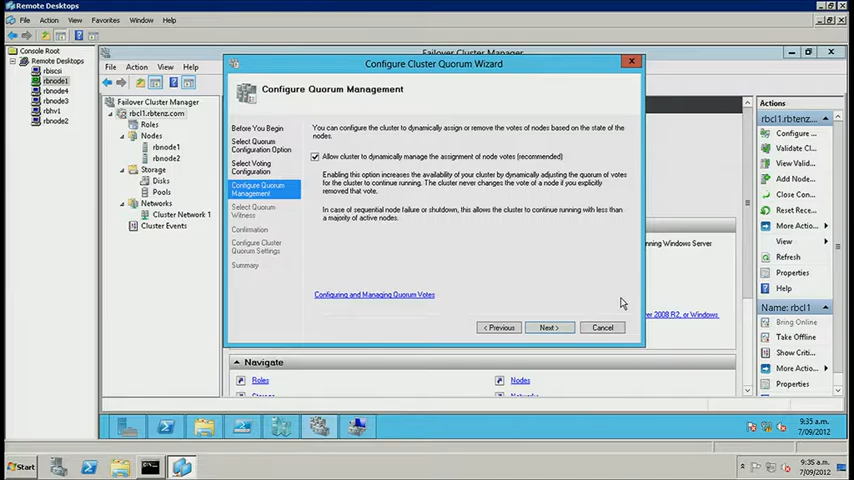 Remote Desktops
File Action View Favorites Window Help
Console Root
Remote Desktops
rbiscsi
rbnode1
rbnode4
rbnode3
rbhv1
rbnode2
Failover Cluster Manager
File Action View Help
Failover Cluster Manager
rbcl1.rbtenz.com
Roles
Nodes
rbnode1
rbnode2
Storage
Disks
Pools
Networks
Cluster Network 1
Cluster Events
Configure Cluster Quorum Wizard
Configure Quorum Management
Before You Begin
Select Quorum
Configuration Option
Select Voting
Configuration
Configure Quorum
Management
Select Quorum
Witness
Confirmation
Configure Cluster
Quorum Settings
Summary
You can configure the cluster to dynamically assign or remove the votes of nodes based on the state of the
nodes.
Allow cluster to dynamically manage the assignment of node votes (recommended)
Enabling this option increases the availability of your cluster by dynamically adjusting the quorum of votes
for the cluster to continue running. The cluster never changes the vote of a node if you explicitly
removed that vote.
In case of sequential node failure or shutdown, this allows the cluster to continue running with less than
a majority of active nodes.
Configuring and Managing Quorum Votes
< Previous Next > Cancel
nning Windows Server
er 2008 R2, or Windows
Navigate
Roles
Nodes
Actions
rbcl1.rbtenz...
Configure ...
Validate Cl...
View Valid...
Add Node...
Close Con...
Reset Rece...
More Actio...
View
Refresh
Properties
Help
Name: rbcl1
Bring Online
Take Offline
Show Criti...
More Actio...
Properties
9:35 a.m.
7/09/2012
Start
9:35 a.m.
7/09/2012